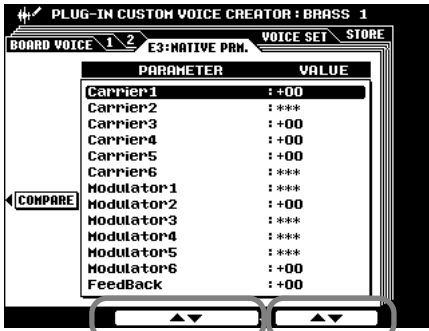 PLUG-IN CUSTOM VOICE CREATOR : BRASS 1
BOARD VOICE 1 2 E3:NATIVE PRM. VOICE SET STORE
PARAMETER VALUE
Carrier1 :+00
Carrier2 :***
Carrier3 :+00
Carrier4 :+00
Carrier5 :+00
Carrier6 :***
Modulator1 :***
COMPARE
Modulator2 :+00
Modulator3 :***
Modulator4 :***
Modulator5 :***
Modulator6 :+00
FeedBack :+00